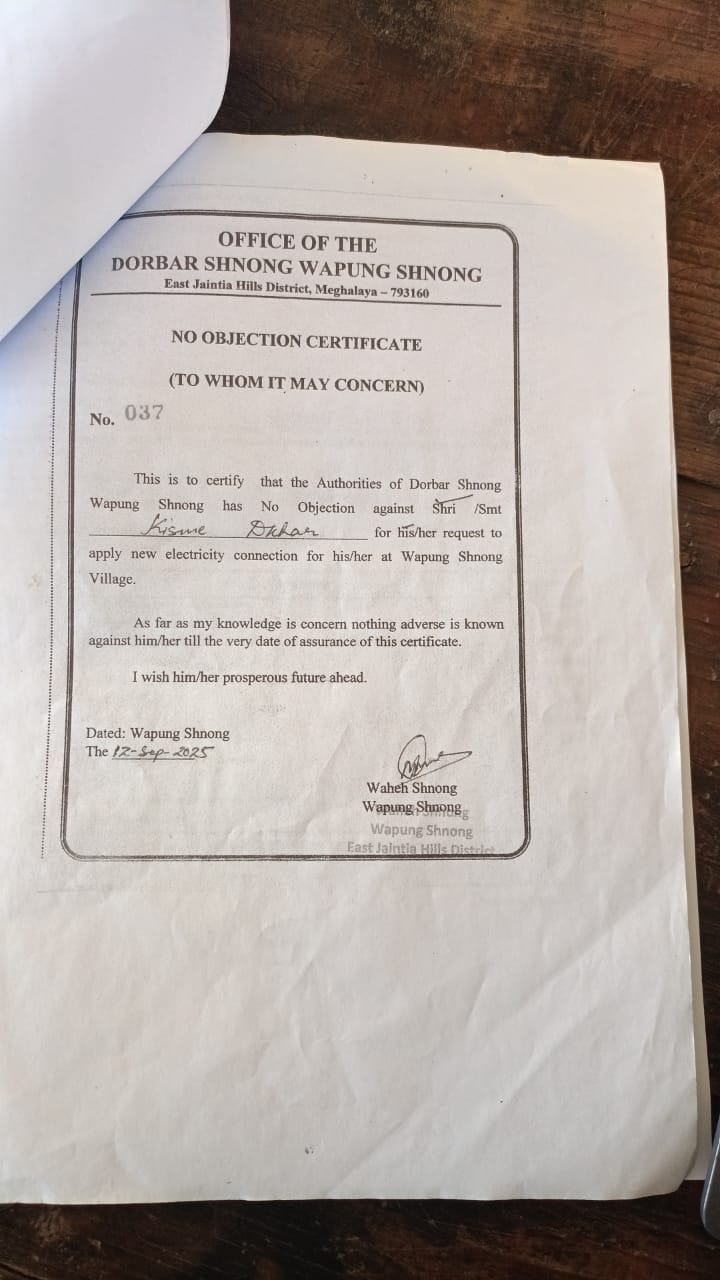 OFFICE OF THE
DORBAR SHNONG WAPUNG SHNONG
East Jaintia Hills District, Meghalaya – 793160
NO OBJECTION CERTIFICATE
(TO WHOM IT MAY CONCERN)
No. 037
This is to certify that the Authorities of Dorbar Shnong
Wapung Shnong has No Objection against Shri /Smt
Kisme Dkhar for his/her request to
apply new electricity connection for his/her at Wapung Shnong
Village.
As far as my knowledge is concern nothing adverse is known
against him/her till the very date of assurance of this certificate.
I wish him/her prosperous future ahead.
Dated: Wapung Shnong
The 12-Sep-2025
Waheh Shnong
Wapung Shnong
Shnong
Wapung Shnong
East Jaintia Hills District